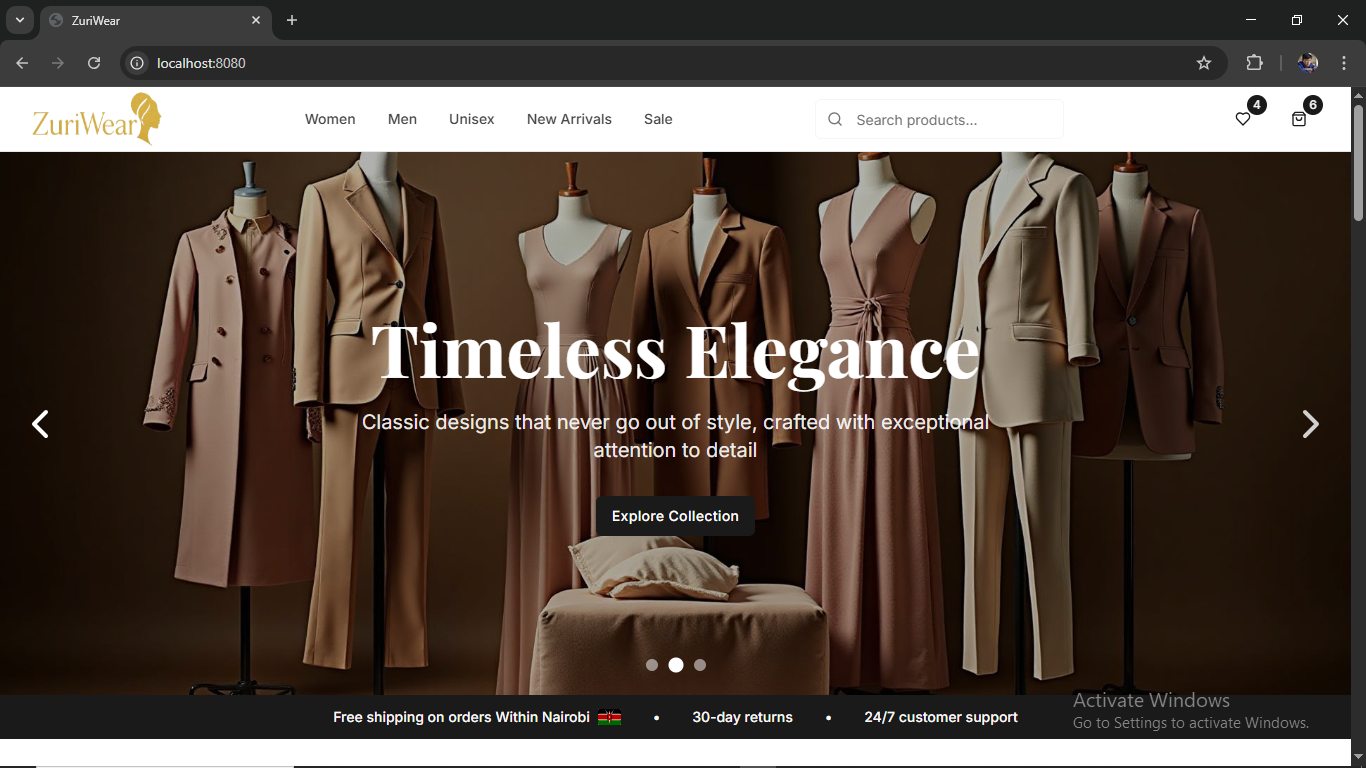 ZuriWear
localhost:8080
ZuriWear
Women
Men
Unisex
New Arrivals
Sale
Search products...
4
6
Timeless Elegance
Classic designs that never go out of style, crafted with exceptional
attention to detail
Explore Collection
Free shipping on orders Within Nairobi 🇰🇪 • 30-day returns • 24/7 customer support
Activate Windows
Go to Settings to activate Windows.